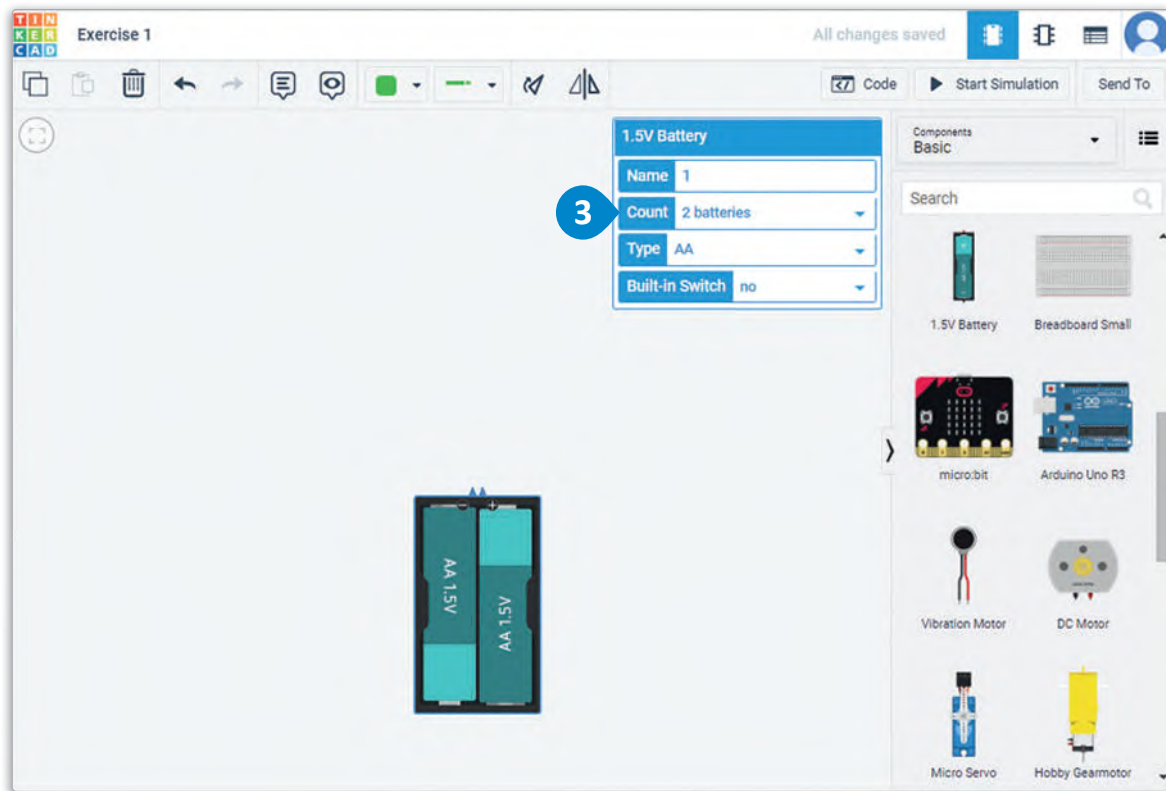 TIN
KER
CAD
Exercise 1
All changes saved
Code
Start Simulation
Send To
1.5V Battery
Name 1
3
Count 2 batteries
Type AA
Built-in Switch no
Components
Basic
Search
1.5V Battery
Breadboard Small
micro:bit
Arduino Uno R3
Vibration Motor
DC Motor
Micro Servo
Hobby Gearmotor
AA 1.5V
AA 1.5V